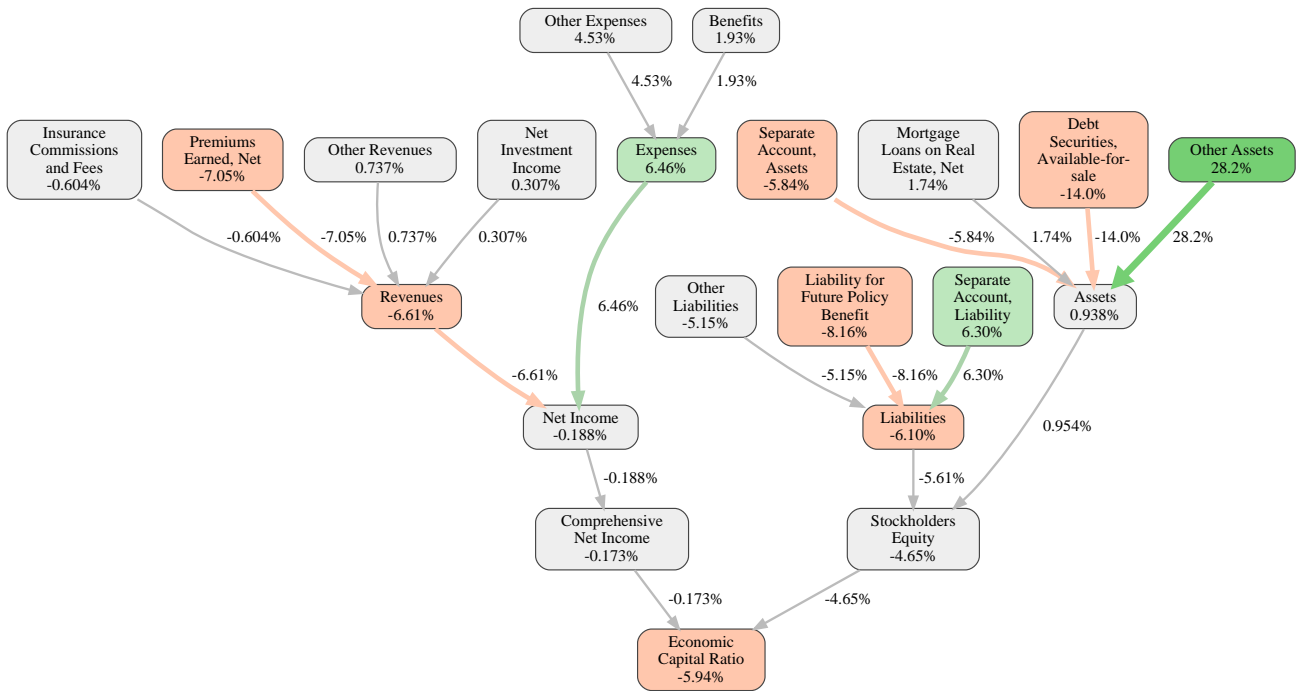 Other Expenses
4.53%
Benefits
1.93%
4.53%
1.93%
Insurance
Commissions
and Fees
-0.604%
Premiums
Earned, Net
-7.05%
Other Revenues
0.737%
Net
Investment
Income
0.307%
Expenses
6.46%
Separate
Account,
Assets
-5.84%
Mortgage
Loans on Real
Estate, Net
1.74%
Debt
Securities,
Available-for-
sale
-14.0%
Other Assets
28.2%
-0.604%
-7.05%
0.737%
0.307%
-5.84%
1.74%
-14.0%
28.2%
Revenues
-6.61%
6.46%
Other
Liabilities
-5.15%
Liability for
Future Policy
Benefit
-8.16%
Separate
Account,
Liability
6.30%
Assets
0.938%
-6.61%
-5.15%
-8.16%
6.30%
Net Income
-0.188%
Liabilities
-6.10%
0.954%
-0.188%
-5.61%
Comprehensive
Net Income
-0.173%
Stockholders
Equity
-4.65%
-0.173%
-4.65%
Economic
Capital Ratio
-5.94%